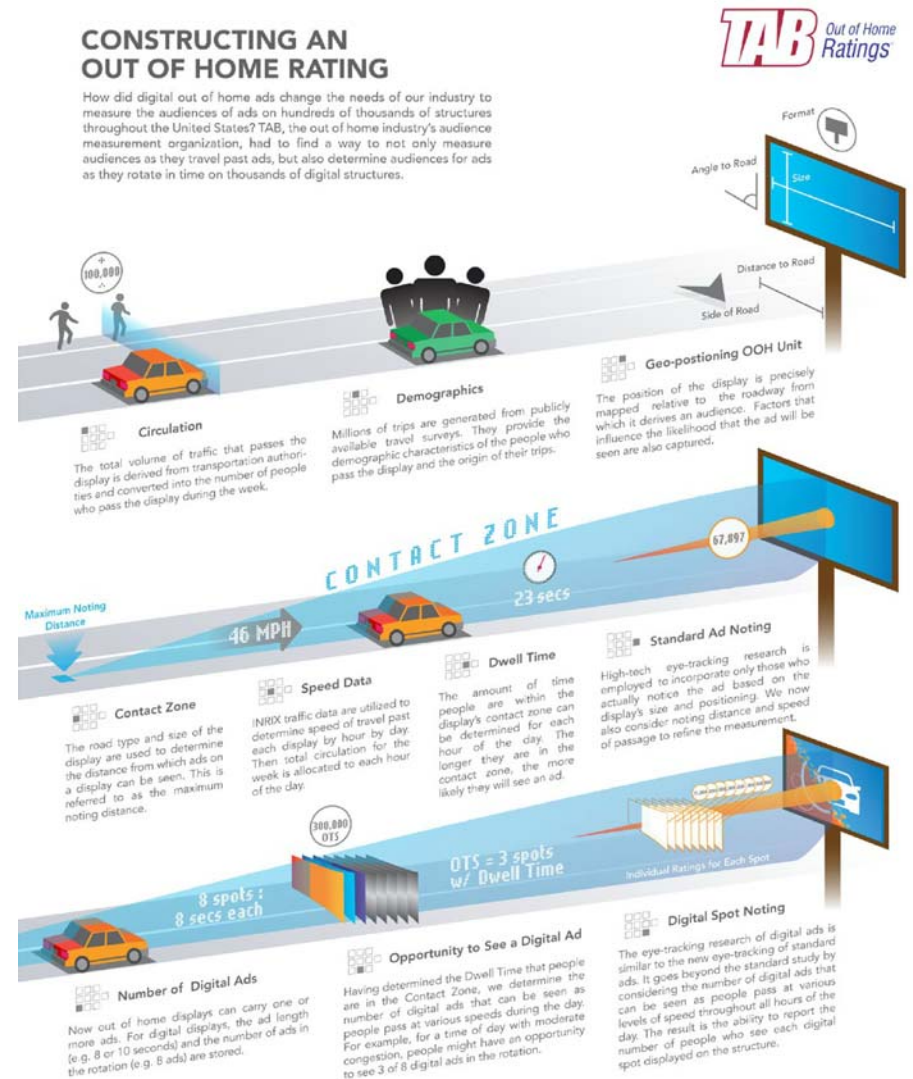 CONSTRUCTING AN
OUT OF HOME RATING
TAB Out of Home
Ratings
How did digital out of home ads change the needs of our industry to
measure the audiences of ads on hundreds of thousands of structures
throughout the United States? TAB, the out of home industry's audience
measurement organization, had to find a way to not only measure
audiences as they travel past ads, but also determine audiences for ads
as they rotate in time on thousands of digital structures.
Format
Angle to Road
Size
Distance to Road
Side of Road
100,000
Circulation
The total volume of traffic that passes the
display is derived from transportation authori-
ties and converted into the number of people
who pass the display during the week.
Demographics
Millions of trips are generated from publicly
available travel surveys. They provide the
demographic characteristics of the people who
pass the display and the origin of their trips.
Geo-postioning OOH Unit
The position of the display is precisely
mapped relative to the roadway from
which it derives an audience. Factors that
influence the likelihood that the ad will be
seen are also captured.
CONTACT ZONE
67,897
23 secs
46 MPH
Maximum Noting
Distance
Contact Zone
The road type and size of the
display are used to determine
the distance from which ads on
a display can be seen. This is
referred to as the maximum
noting distance.
Speed Data
INRIX traffic data are utilized to
determine speed of travel past
each display by hour by day.
Then total circulation for the
week is allocated to each hour
of the day.
Dwell Time
The amount of time
people are within the
display's contact zone can
be determined for each
hour of the day. The
longer they are in the
contact zone, the more
likely they will see an ad.
Standard Ad Noting
High-tech eye-tracking research is
employed to incorporate only those who
actually notice the ad based on the
display's size and positioning. We now
also consider noting distance and speed
of passage to refine the measurement.
300,000
OTS
8 spots :
8 secs each
OTS = 3 spots
w/ Dwell Time
Individual Ratings for Each Spot
Number of Digital Ads
Now out of home displays can carry one or
more ads. For digital displays, the ad length
(e.g. 8 or 10 seconds) and the number of ads in
the rotation (e.g. 8 ads) are stored.
Opportunity to See a Digital Ad
Having determined the Dwell Time that people
are in the Contact Zone, we determine the
number of digital ads that can be seen as
people pass at various speeds during the day.
For example, for a time of day with moderate
congestion, people might have an opportunity
to see 3 of 8 digital ads in the rotation.
Digital Spot Noting
The eye-tracking research of digital ads is
similar to the new eye-tracking of standard
ads. It goes beyond the standard study by
considering the number of digital ads that
can be seen as people pass at various
levels of speed throughout all hours of the
day. The result is the ability to report the
number of people who see each digital
spot displayed on the structure.